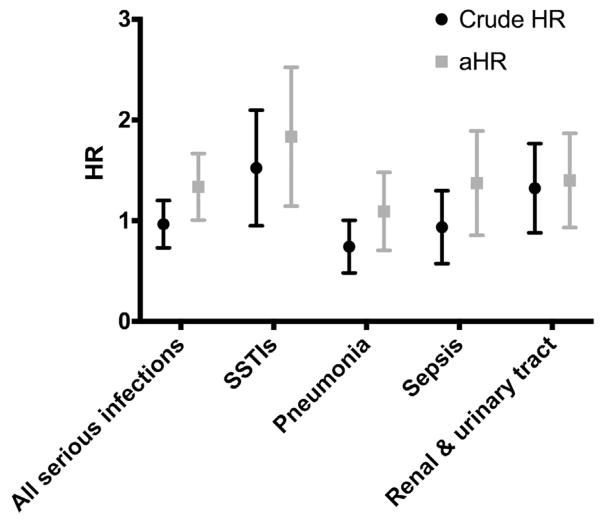 3
2
1
0
HR
Crude HR
aHR
All serious infections
SSTIs
Pneumonia
Sepsis
Renal & urinary tract